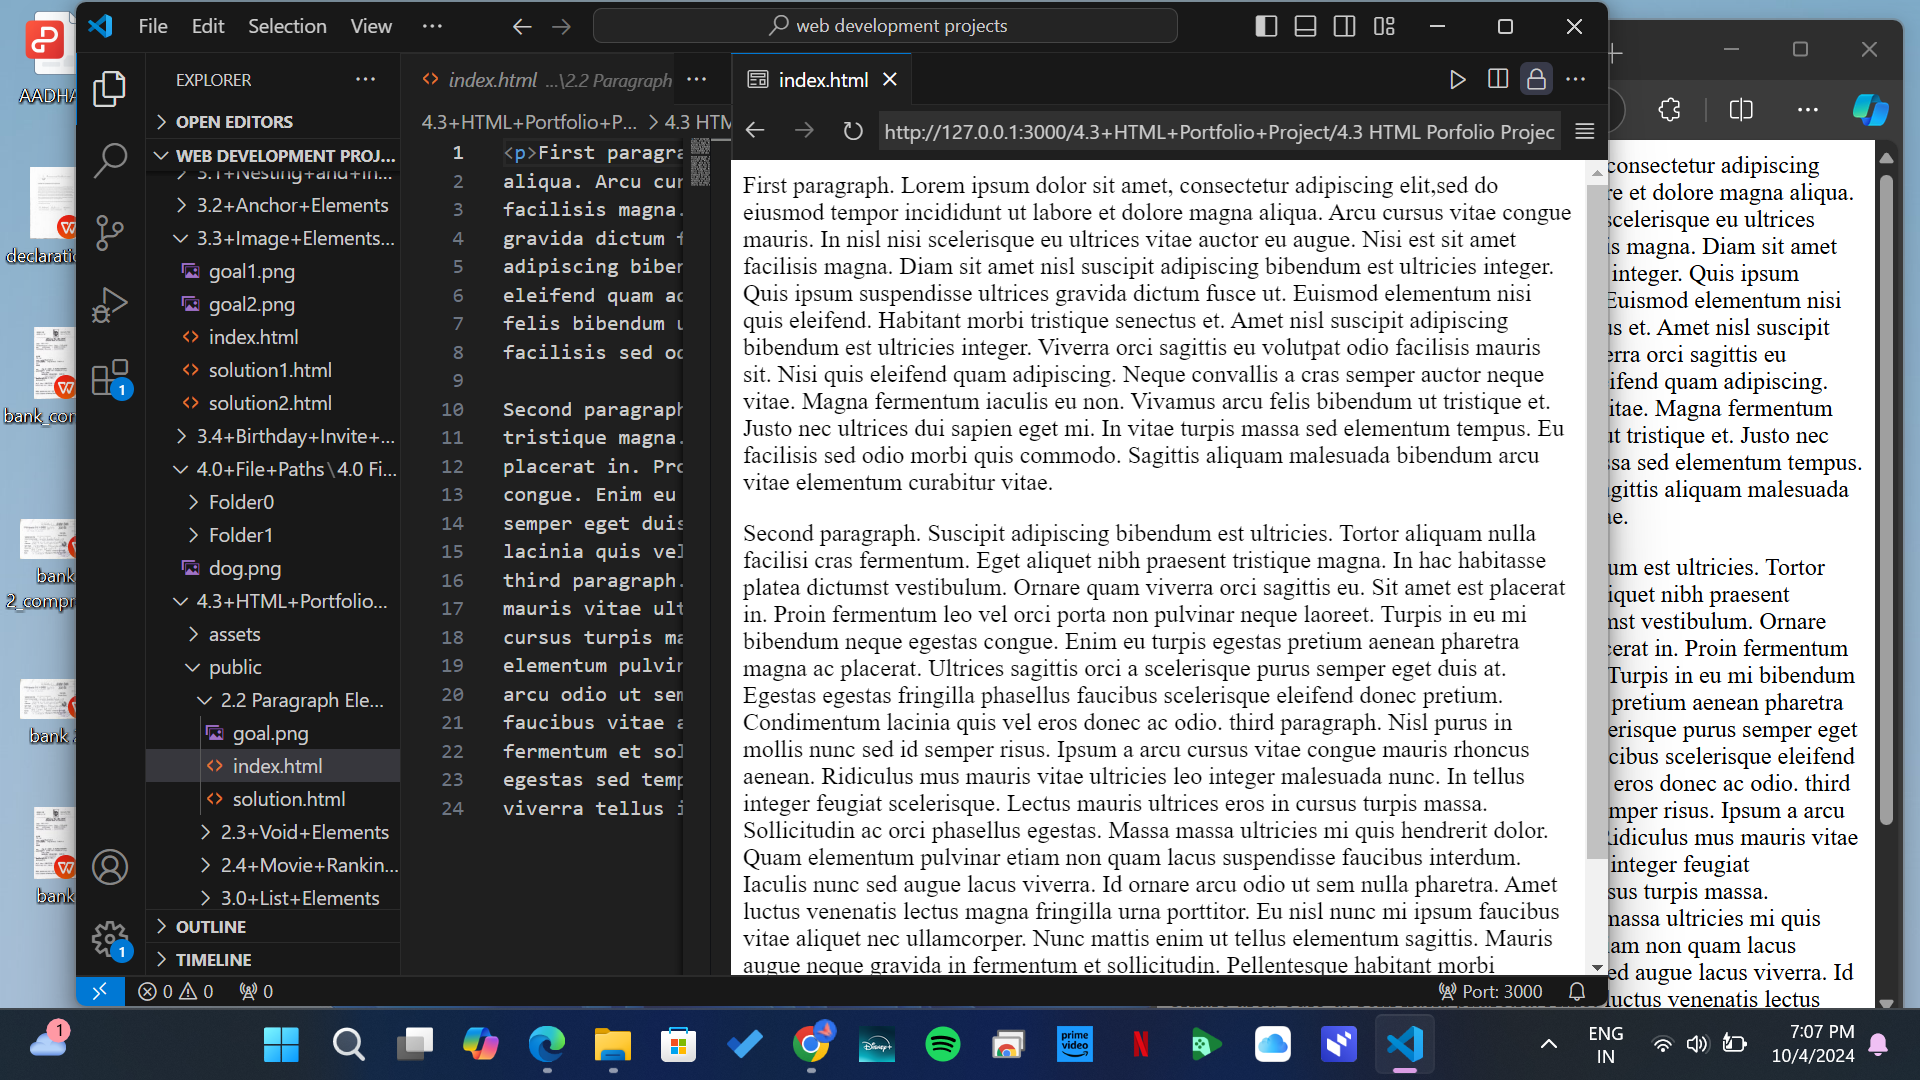 File Edit Selection View ...
web development projects
EXPLORER
index.html ...\2.2 Paragraph
index.html
OPEN EDITORS
4.3+HTML+Portfolio+P... > 4.3 HTM
http://127.0.0.1:3000/4.3+HTML+Portfolio+Project/4.3 HTML Porfolio Projec
WEB DEVELOPMENT PROJ...
3.1+Nesting+and+In...
3.2+Anchor+Elements
3.3+Image+Elements...
goal1.png
goal2.png
index.html
solution1.html
solution2.html
3.4+Birthday+Invite+...
4.0+File+Paths\4.0 Fi...
Folder0
Folder1
dog.png
4.3+HTML+Portfolio...
assets
public
2.2 Paragraph Ele...
goal.png
index.html
solution.html
2.3+Void+Elements
2.4+Movie+Rankin...
3.0+List+Elements
OUTLINE
TIMELINE
1 <p>First paragra
2 aliqua. Arcu cur
3 facilisis magna.
4 gravida dictum f
5 adipiscing biben
6 eleifend quam ad
7 felis bibendum u
8 facilisis sed od
9
10 Second paragraph
11 tristique magna.
12 placerat in. Pro
13 congue. Enim eu
14 semper eget duis
15 lacinia quis vel
16 third paragraph.
17 mauris vitae ult
18 cursus turpis ma
19 elementum pulvin
20 arcu odio ut sem
21 faucibus vitae a
22 fermentum et sol
23 egestas sed temp
24 viverra tellus i
First paragraph. Lorem ipsum dolor sit amet, consectetur adipiscing elit,sed do
eiusmod tempor incididunt ut labore et dolore magna aliqua. Arcu cursus vitae congue
mauris. In nisl nisi scelerisque eu ultrices vitae auctor eu augue. Nisi est sit amet
facilisis magna. Diam sit amet nisl suscipit adipiscing bibendum est ultricies integer.
Quis ipsum suspendisse ultrices gravida dictum fusce ut. Euismod elementum nisi
quis eleifend. Habitant morbi tristique senectus et. Amet nisl suscipit adipiscing
bibendum est ultricies integer. Viverra orci sagittis eu volutpat odio facilisis mauris
sit. Nisi quis eleifend quam adipiscing. Neque convallis a cras semper auctor neque
vitae. Magna fermentum iaculis eu non. Vivamus arcu felis bibendum ut tristique et.
Justo nec ultrices dui sapien eget mi. In vitae turpis massa sed elementum tempus. Eu
facilisis sed odio morbi quis commodo. Sagittis aliquam malesuada bibendum arcu
vitae elementum curabitur vitae.
Second paragraph. Suscipit adipiscing bibendum est ultricies. Tortor aliquam nulla
facilisi cras fermentum. Eget aliquet nibh praesent tristique magna. In hac habitasse
platea dictumst vestibulum. Ornare quam viverra orci sagittis eu. Sit amet est placerat
in. Proin fermentum leo vel orci porta non pulvinar neque laoreet. Turpis in eu mi
bibendum neque egestas congue. Enim eu turpis egestas pretium aenean pharetra
magna ac placerat. Ultrices sagittis orci a scelerisque purus semper eget duis at.
Egestas egestas fringilla phasellus faucibus scelerisque eleifend donec pretium.
Condimentum lacinia quis vel eros donec ac odio. third paragraph. Nisl purus in
mollis nunc sed id semper risus. Ipsum a arcu cursus vitae congue mauris rhoncus
aenean. Ridiculus mus mauris vitae ultricies leo integer malesuada nunc. In tellus
integer feugiat scelerisque. Lectus mauris ultrices eros in cursus turpis massa.
Sollicitudin ac orci phasellus egestas. Massa massa ultricies mi quis hendrerit dolor.
Quam elementum pulvinar etiam non quam lacus suspendisse faucibus interdum.
Iaculis nunc sed augue lacus viverra. Id ornare arcu odio ut sem nulla pharetra. Amet
luctus venenatis lectus magna fringilla urna porttitor. Eu nisl nunc mi ipsum faucibus
vitae aliquet nec ullamcorper. Nunc mattis enim ut tellus elementum sagittis. Mauris
augue neque gravida in fermentum et sollicitudin. Pellentesque habitant morbi
consectetur adipiscing
re et dolore magna aliqua.
scelerisque eu ultrices
is magna. Diam sit amet
integer. Quis ipsum
Euismod elementum nisi
us et. Amet nisl suscipit
erra orci sagittis eu
ifend quam adipiscing.
vitae. Magna fermentum
ut tristique et. Justo nec
ssa sed elementum tempus.
gittis aliquam malesuada
ae.
um est ultricies. Tortor
iquet nibh praesent
nst vestibulum. Ornare
cerat in. Proin fermentum
Turpis in eu mi bibendum
pretium aenean pharetra
erisque purus semper eget
cibus scelerisque eleifend
eros donec ac odio. third
mper risus. Ipsum a arcu
Ridiculus mus mauris vitae
integer feugiat
sus turpis massa.
massa ultricies mi quis
am non quam lacus
ed augue lacus viverra. Id
luctus venenatis lectus
AADHA
declaratio
bank_con
bank
2_compr
bank
bank
1
1
0 0 0
Port: 3000
1
Disney+
prime video
N
ENG
IN
7:07 PM
10/4/2024